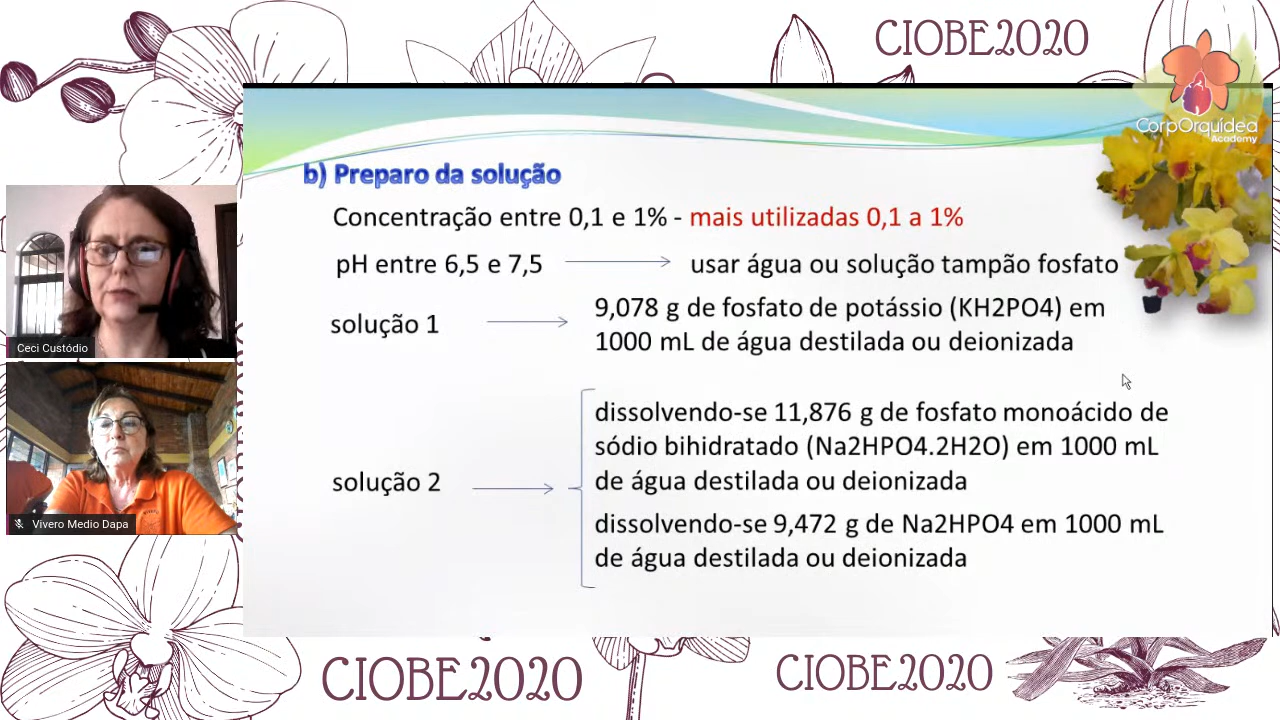 CIOBE2020
CorpOrquídea
Academy
b) Preparo da solução
Concentração entre 0,1 e 1% - mais utilizadas 0,1 a 1%
pH entre 6,5 e 7,5
usar água ou solução tampão fosfato
solução 1
9,078 g de fosfato de potássio (KH2PO4) em
1000 mL de água destilada ou deionizada
solução 2
dissolvendo-se 11,876 g de fosfato monoácido de
sódio bihidratado (Na2HPO4.2H2O) em 1000 mL
de água destilada ou deionizada
dissolvendo-se 9,472 g de Na2HPO4 em 1000 mL
de água destilada ou deionizada
Ceci Custódio
Vivero Medio Dapa
CIOBE2020
CIOBE2020